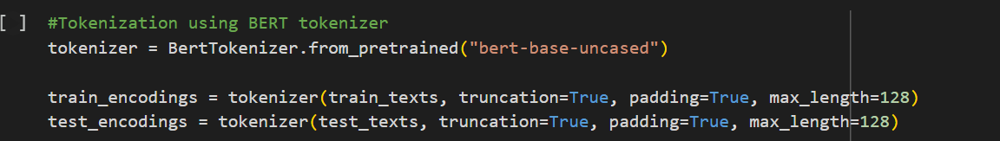 [ ] #Tokenization using BERT tokenizer
tokenizer = BertTokenizer.from_pretrained("bert-base-uncased")
train_encodings = tokenizer(train_texts, truncation=True, padding=True, max_length=128)
test_encodings = tokenizer(test_texts, truncation=True, padding=True, max_length=128)